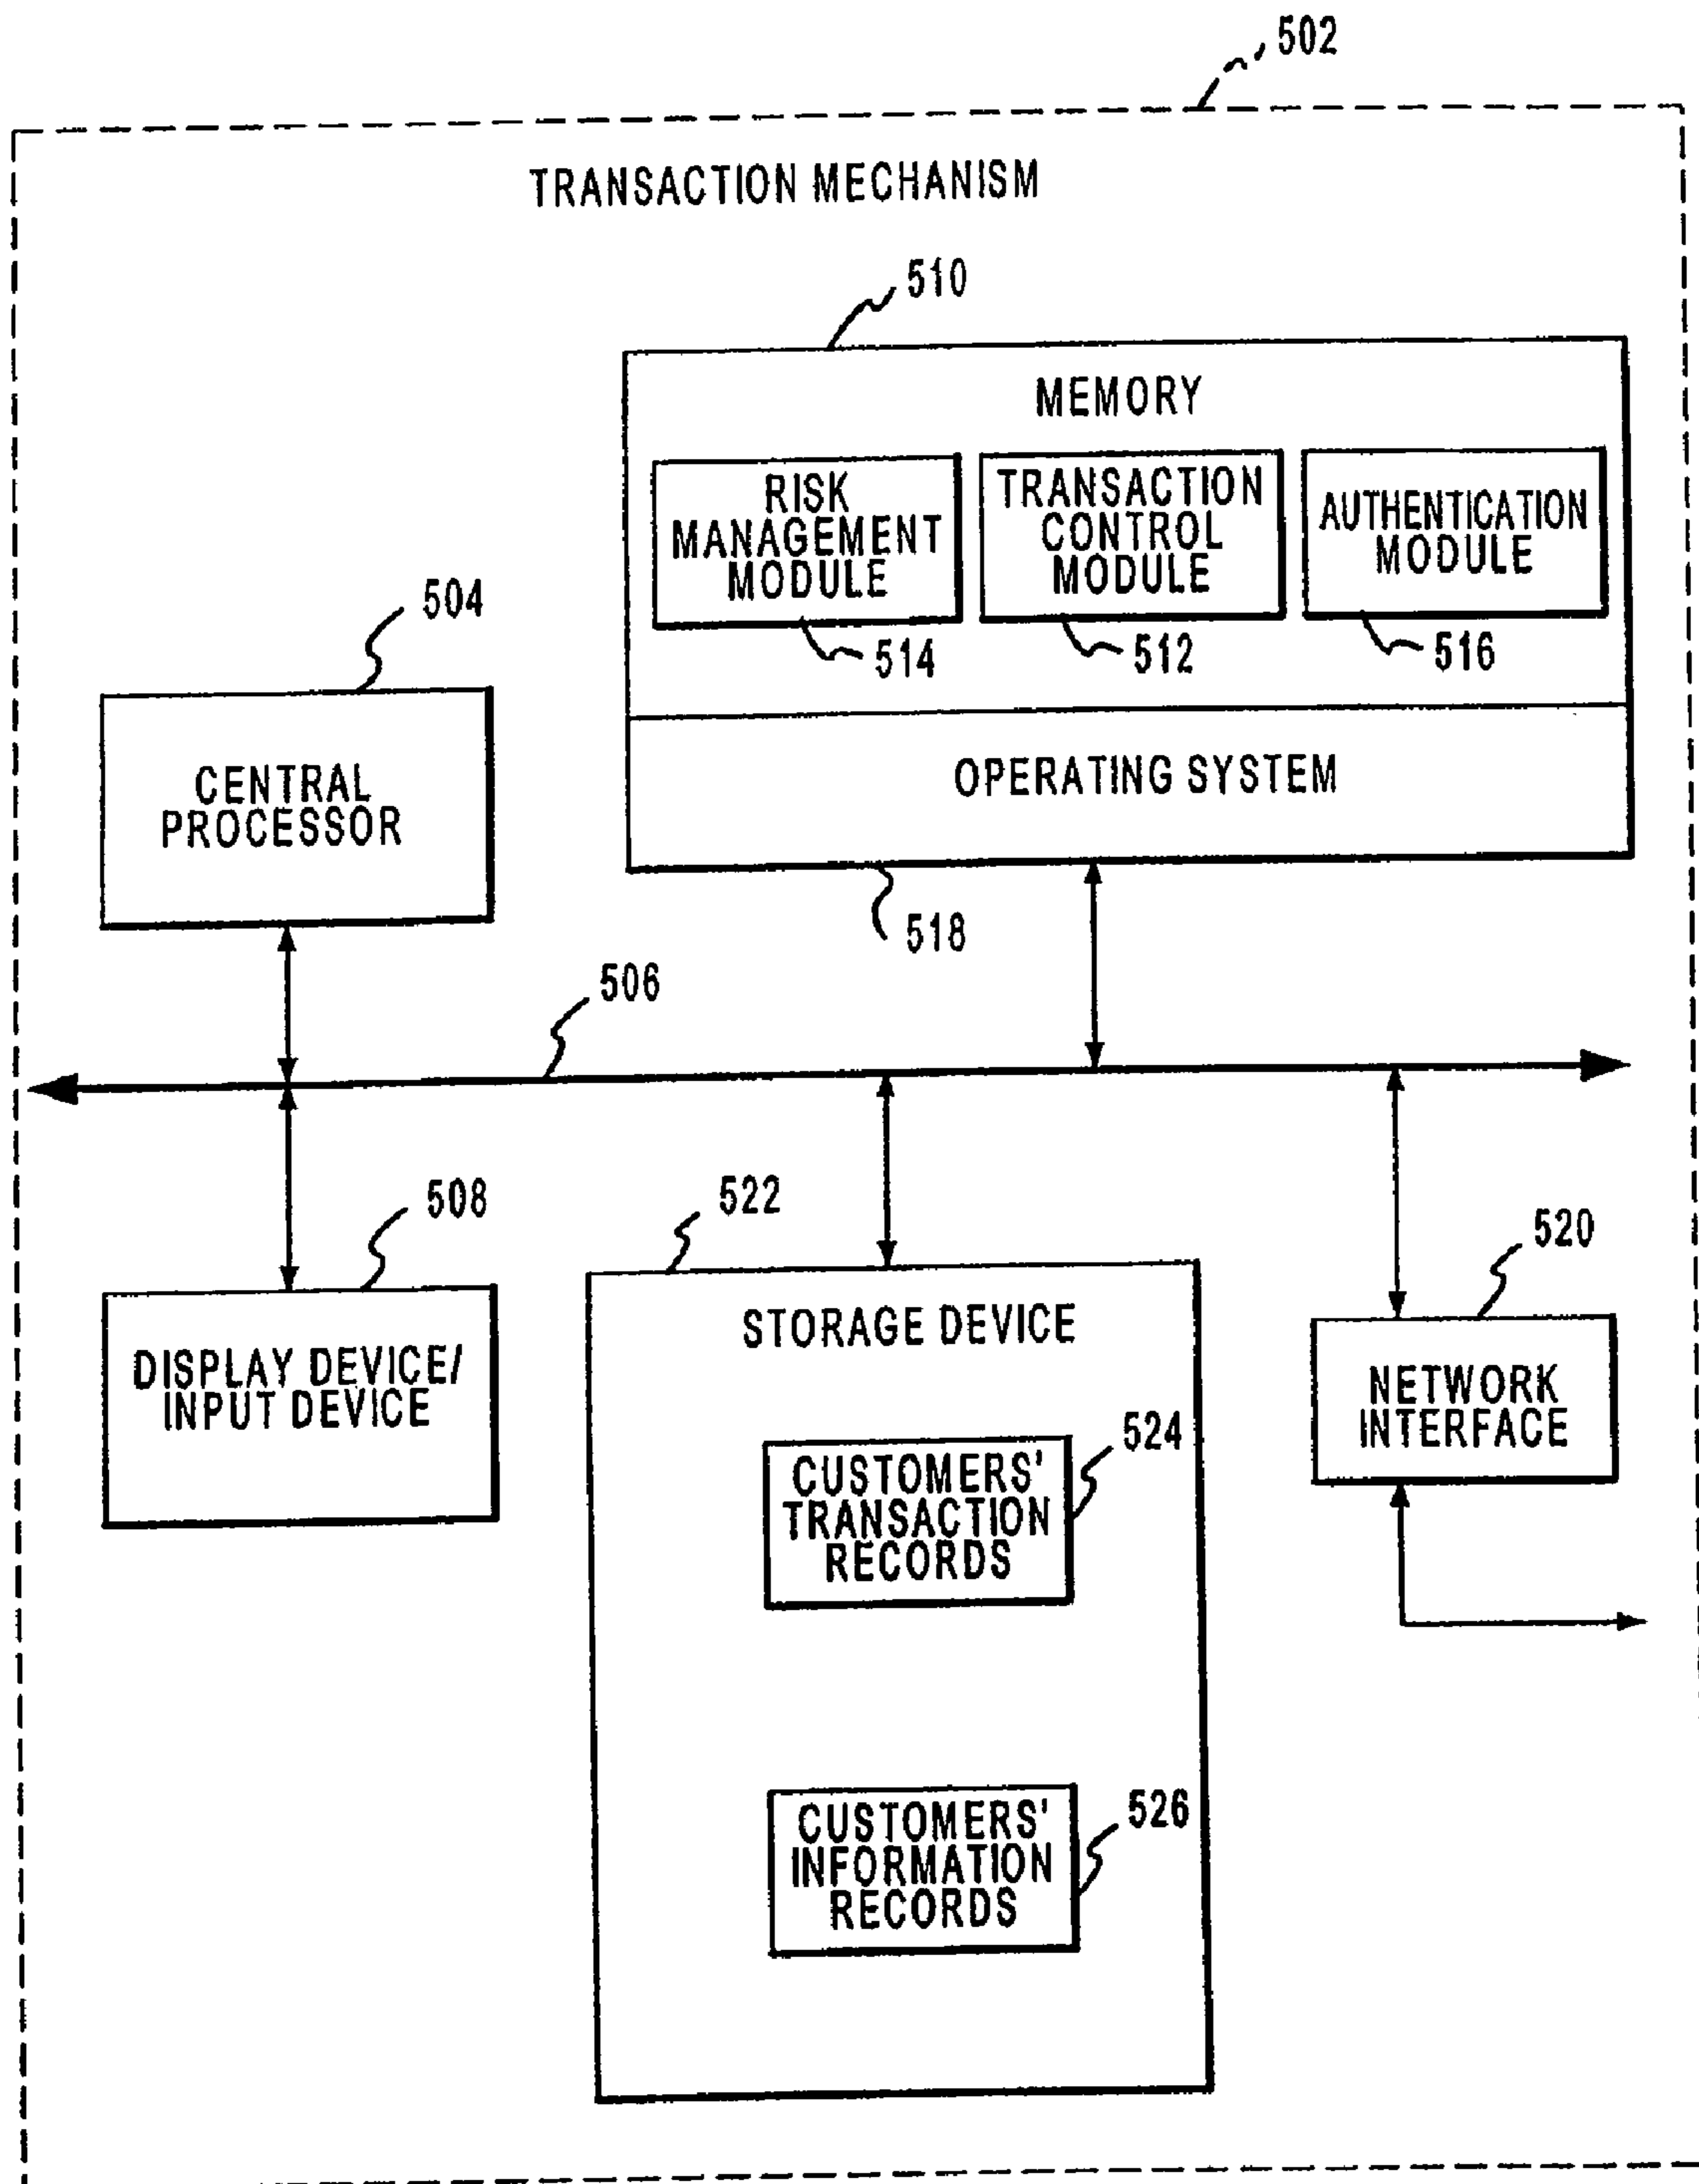 502
TRANSACTION MECHANISM
510
MEMORY
RISK
MANAGEMENT
MODULE
TRANSACTION
CONTROL
MODULE
AUTHENTICATION
MODULE
514
512
516
504
CENTRAL
PROCESSOR
OPERATING SYSTEM
518
506
508
DISPLAY DEVICE/
INPUT DEVICE
522
STORAGE DEVICE
520
NETWORK
INTERFACE
524
CUSTOMERS'
TRANSACTION
RECORDS
526
CUSTOMERS'
INFORMATION
RECORDS